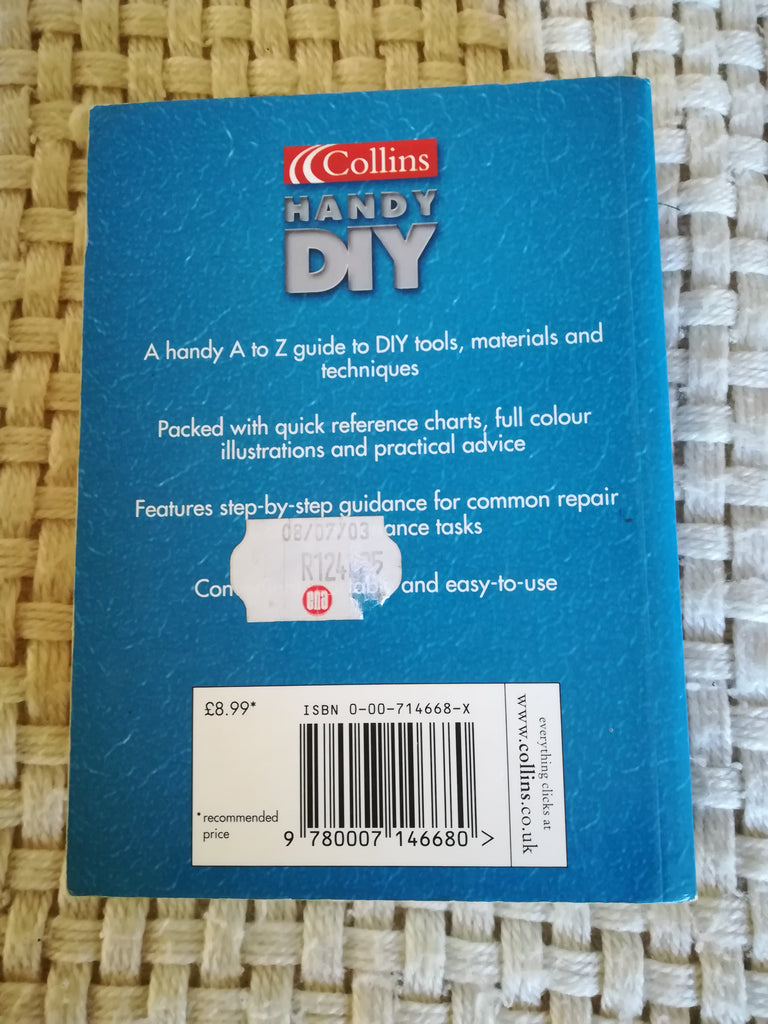 Collins
HANDY
DIY
A handy A to Z guide to DIY tools, materials and
techniques
Packed with quick reference charts, full colour
illustrations and practical advice
Features step-by-step guidance for common repair
08/07/03
tasks
cna
and easy-to-use
£8.99*
ISBN 0-00-714668-X
*recommended
price
9 780007 146680 >
everything clicks at
www.collins.co.uk